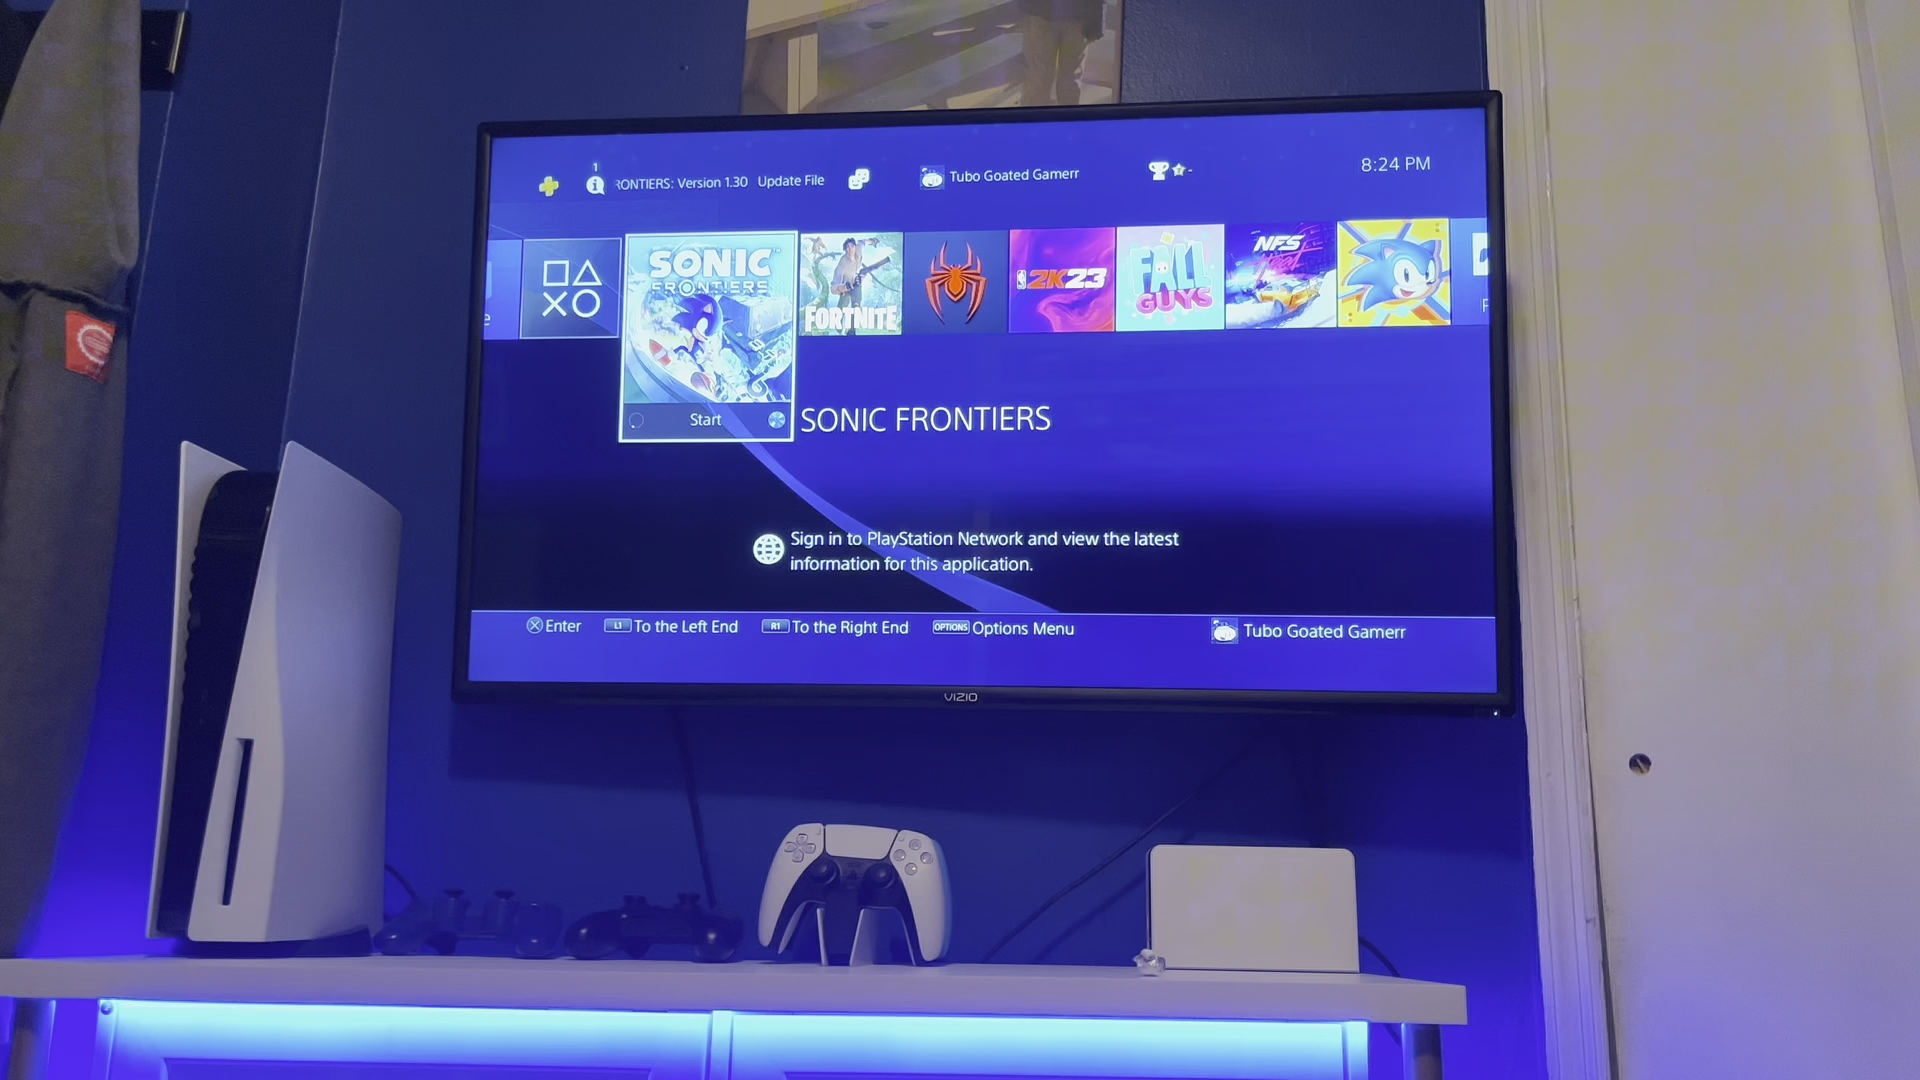 1
RONTIERS: Version 1.30 Update File
Tubo Goated Gamerr
-
8:24 PM
SONIC
FRONTIERS
FORTNITE
2K23
FALL
GUYS
NFS
Heat
e
Start
SONIC FRONTIERS
Sign in to PlayStation Network and view the latest
information for this application.
Enter
L1 To the Left End
R1 To the Right End
OPTIONS Options Menu
Tubo Goated Gamerr
VIZIO